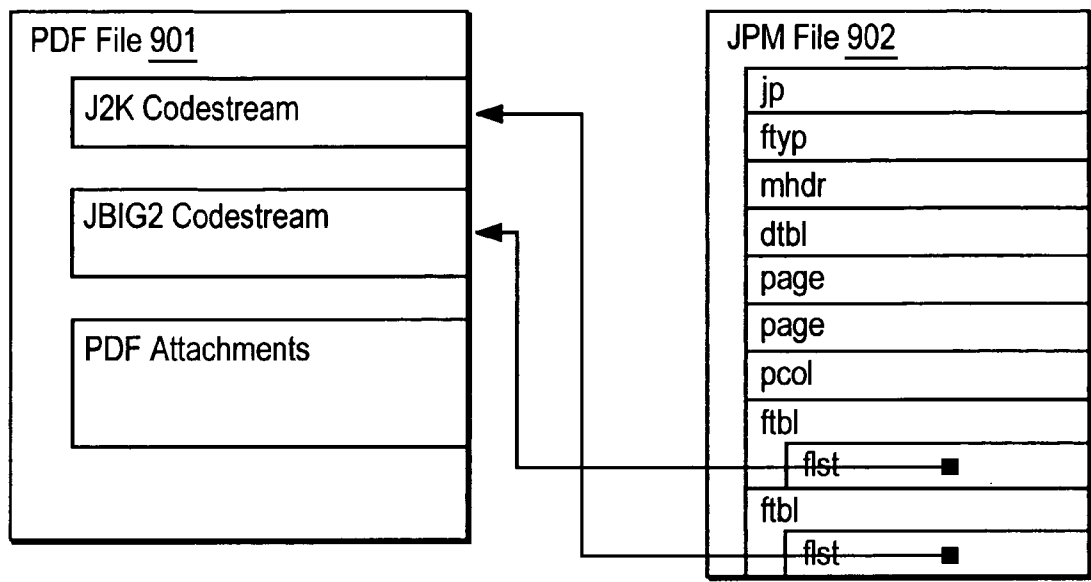 PDF File 901
J2K Codestream
JBIG2 Codestream
PDF Attachments
JPM File 902
jp
ftyp
mhdr
dtbl
page
page
pcol
ftbl
flst
ftbl
flst